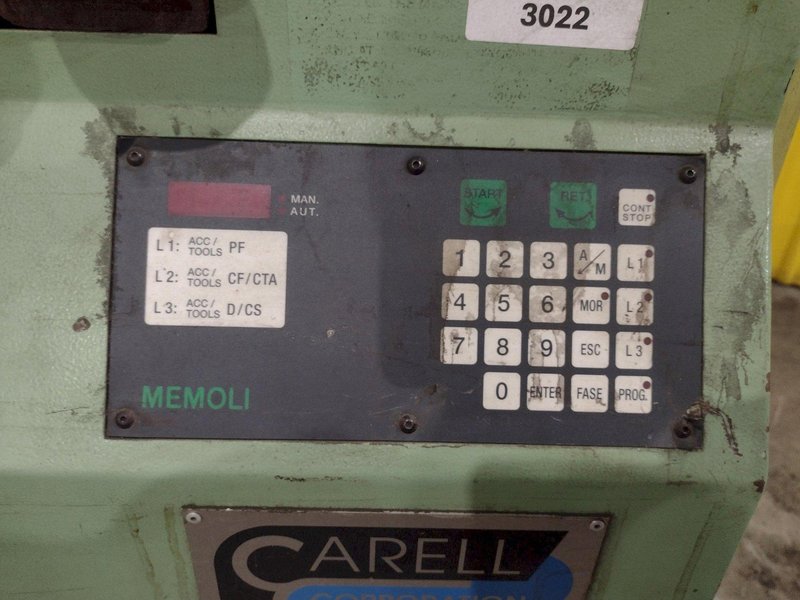 3022
START
RET
CONT
STOP
MAN.
AUT.
L1: ACC/TOOLS PF
L2: ACC/TOOLS CF/CTA
L3: ACC/TOOLS D/CS
1 2 3 A/M L1
4 5 6 MOR L2
7 8 9 ESC L3
0 ENTER FASE PROG.
MEMOLI
CARELL
CORPORATION